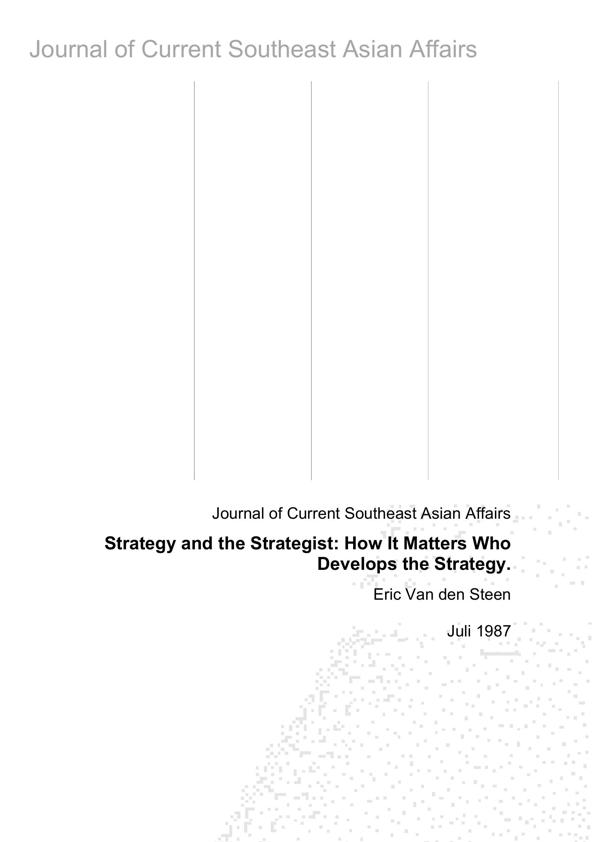 Journal of Current Southeast Asian Affairs
Journal of Current Southeast Asian Affairs
Strategy and the Strategist: How It Matters Who
Develops the Strategy.
Eric Van den Steen
Juli 1987